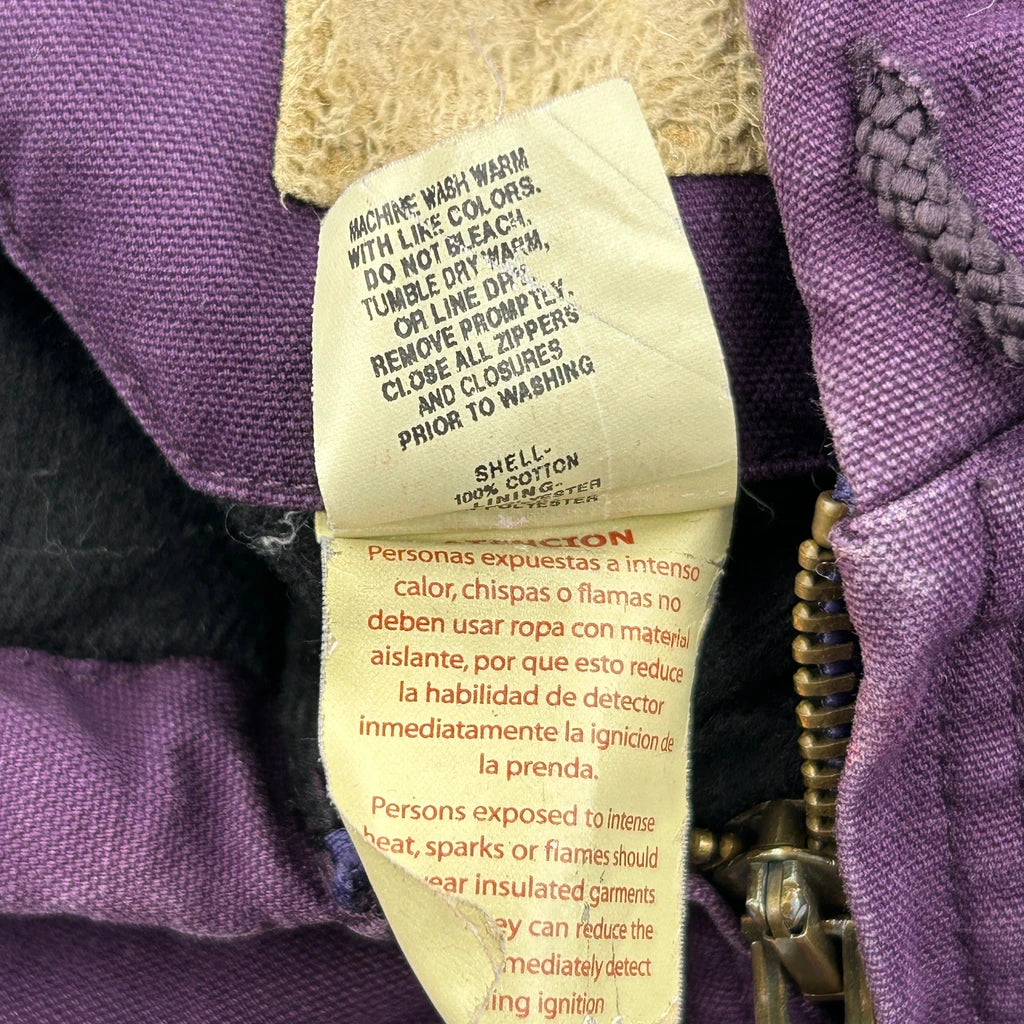 MACHINE WASH WARM
WITH LIKE COLORS.
DO NOT BLEACH.
TUMBLE DRY WARM,
OR LINE DRY.
REMOVE PROMPTLY.
CLOSE ALL ZIPPERS
AND CLOSURES
PRIOR TO WASHING
SHELL-
100% COTTON
LINING-
POLYESTER
ATENCION
Personas expuestas a intenso
calor, chispas o flamas no
deben usar ropa con material
aislante, por que esto reduce
la habilidad de detector
inmediatamente la ignicion de
la prenda.
Persons exposed to intense
heat, sparks or flames should
insulated garments
can reduce the
detect
ignition